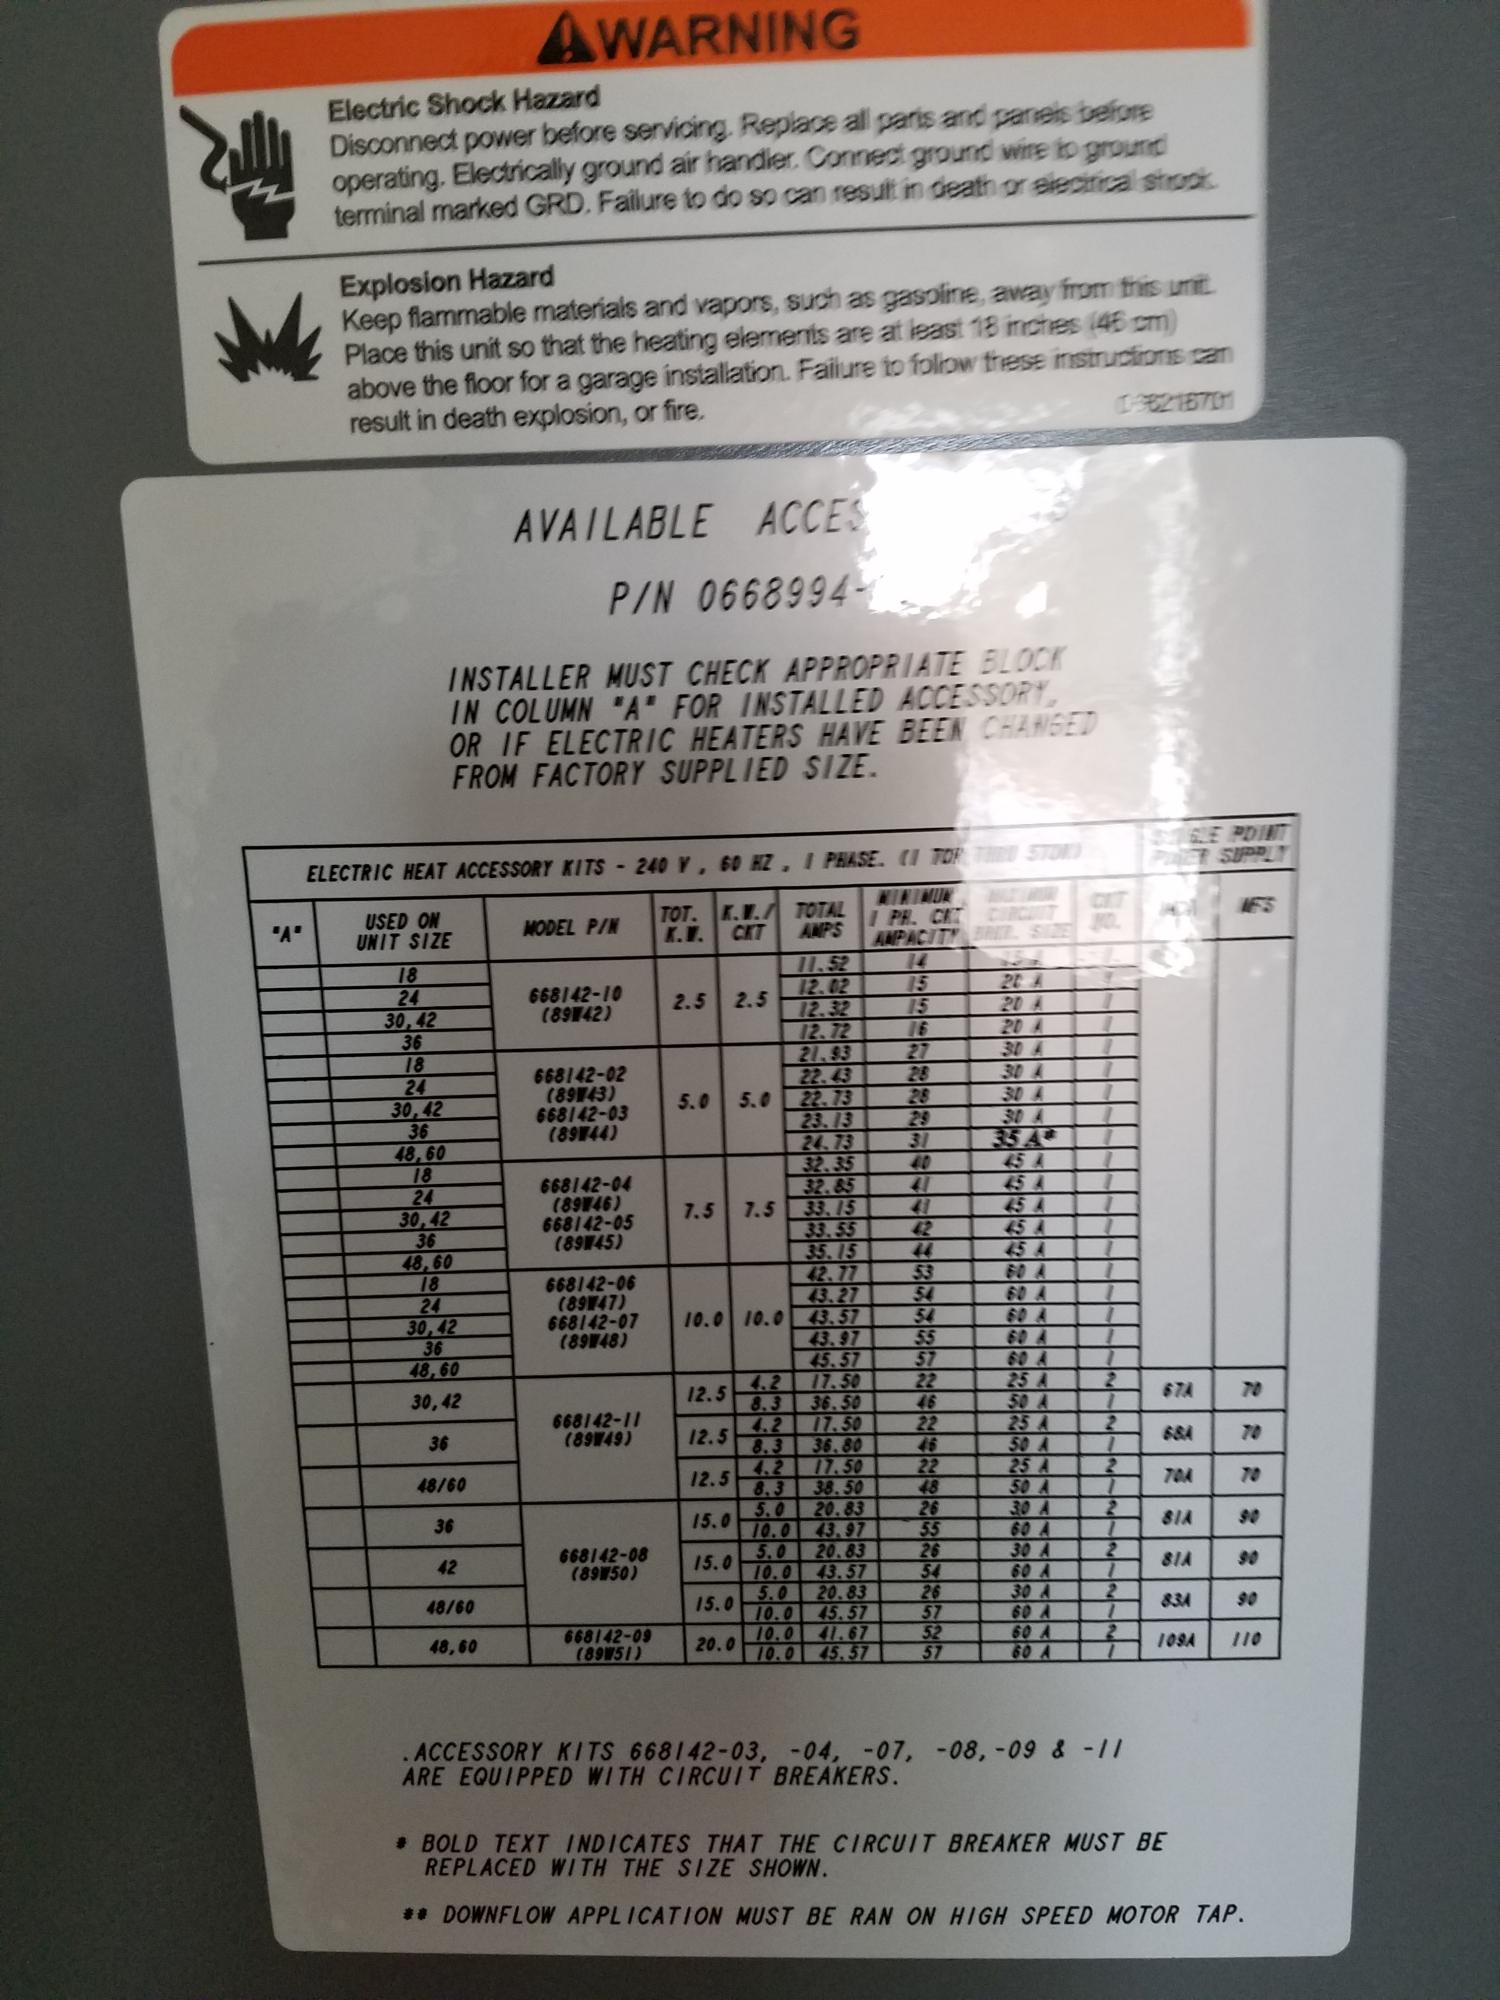 WARNING
Electric Shock Hazard
Disconnect power before servicing. Replace all parts and panels before
operating. Electrically ground air handler. Connect ground wire to ground
terminal marked GRD. Failure to do so can result in death or electrical shock.
Explosion Hazard
Keep flammable materials and vapors, such as gasoline, away from this unit.
Place this unit so that the heating elements are at least 18 inches (46 cm)
above the floor for a garage installation. Failure to follow these instructions can
result in death explosion, or fire.
AVAILABLE
P/N 0668994-
INSTALLER MUST CHECK APPROPRIATE BLOCK
IN COLUMN "A" FOR INSTALLED ACCESSORY,
OR IF ELECTRIC HEATERS HAVE BEEN CHANGED
FROM FACTORY SUPPLIED SIZE.
ELECTRIC HEAT ACCESSORY KITS - 240 V, 60 HZ, 1 PHASE. (1 TON THRU 5TON) SINGLE POINT
POWER SUPPLY
"A" USED ON UNIT SIZE MODEL P/N TOT. K.W. K.W./CKT TOTAL AMPS MINIMUM 1 PH. CKT AMPACITY MAXIMUM CIRCUIT BRKR. SIZE CKT NO. MCA MFS
18 668142-10 (89W42) 2.5 2.5 11.52 14 15 A
24 12.02 15 20 A 1
30,42 12.32 15 20 A 1
36 12.72 16 20 A 1
18 668142-02 (89W43) 668142-03 (89W44) 5.0 5.0 21.93 27 30 A 1
24 22.43 28 30 A 1
30,42 22.73 28 30 A 1
36 23.13 29 30 A 1
48,60 24.73 31 35 A* 1
18 668142-04 (89W46) 668142-05 (89W45) 7.5 7.5 32.35 40 45 A 1
24 32.85 41 45 A 1
30,42 33.15 41 45 A 1
36 33.55 42 45 A 1
48,60 35.15 44 45 A 1
18 668142-06 (89W47) 668142-07 (89W48) 10.0 10.0 42.77 53 60 A 1
24 43.27 54 60 A 1
30,42 43.57 54 60 A 1
36 43.97 55 60 A 1
48,60 45.57 57 60 A 1
30,42 668142-11 (89W49) 12.5 4.2 17.50 22 25 A 2 67A 70
8.3 36.50 46 50 A 1
36 12.5 4.2 17.50 22 25 A 2 68A 70
8.3 36.80 46 50 A 1
48/60 12.5 4.2 17.50 22 25 A 2 70A 70
8.3 38.50 48 50 A 1
36 668142-08 (89W50) 15.0 5.0 20.83 26 30 A 2 81A 90
10.0 43.97 55 60 A 1
42 15.0 5.0 20.83 26 30 A 2 81A 90
10.0 43.57 54 60 A 1
48/60 15.0 5.0 20.83 26 30 A 2 83A 90
10.0 45.57 57 60 A 1
48,60 668142-09 (89W51) 20.0 10.0 41.67 52 60 A 2 109A 110
10.0 45.57 57 60 A 1
.ACCESSORY KITS 668142-03, -04, -07, -08,-09 & -11
ARE EQUIPPED WITH CIRCUIT BREAKERS.
* BOLD TEXT INDICATES THAT THE CIRCUIT BREAKER MUST BE
REPLACED WITH THE SIZE SHOWN.
** DOWNFLOW APPLICATION MUST BE RAN ON HIGH SPEED MOTOR TAP.